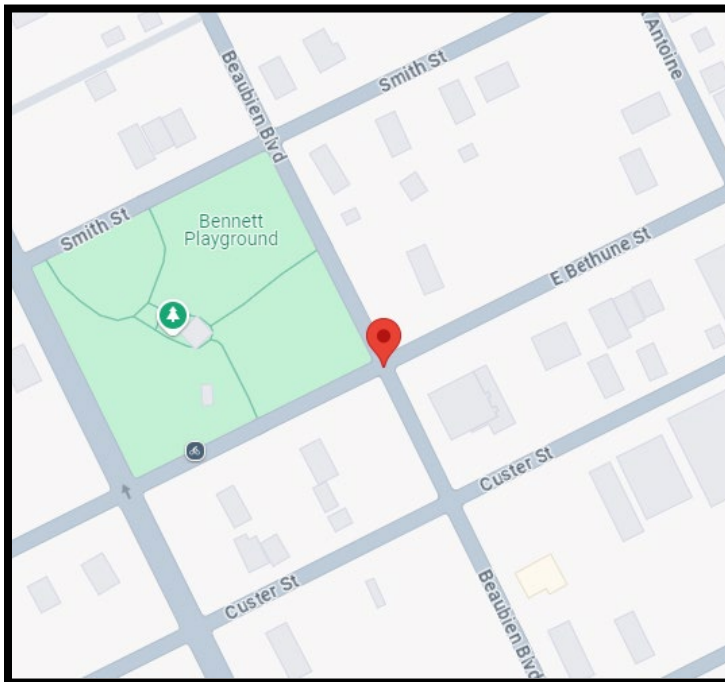 Beaubien Blvd
Smith St
Antoine
Smith St
Bennett
Playground
E Bethune St
Custer St
Custer St
Beaubien Blvd